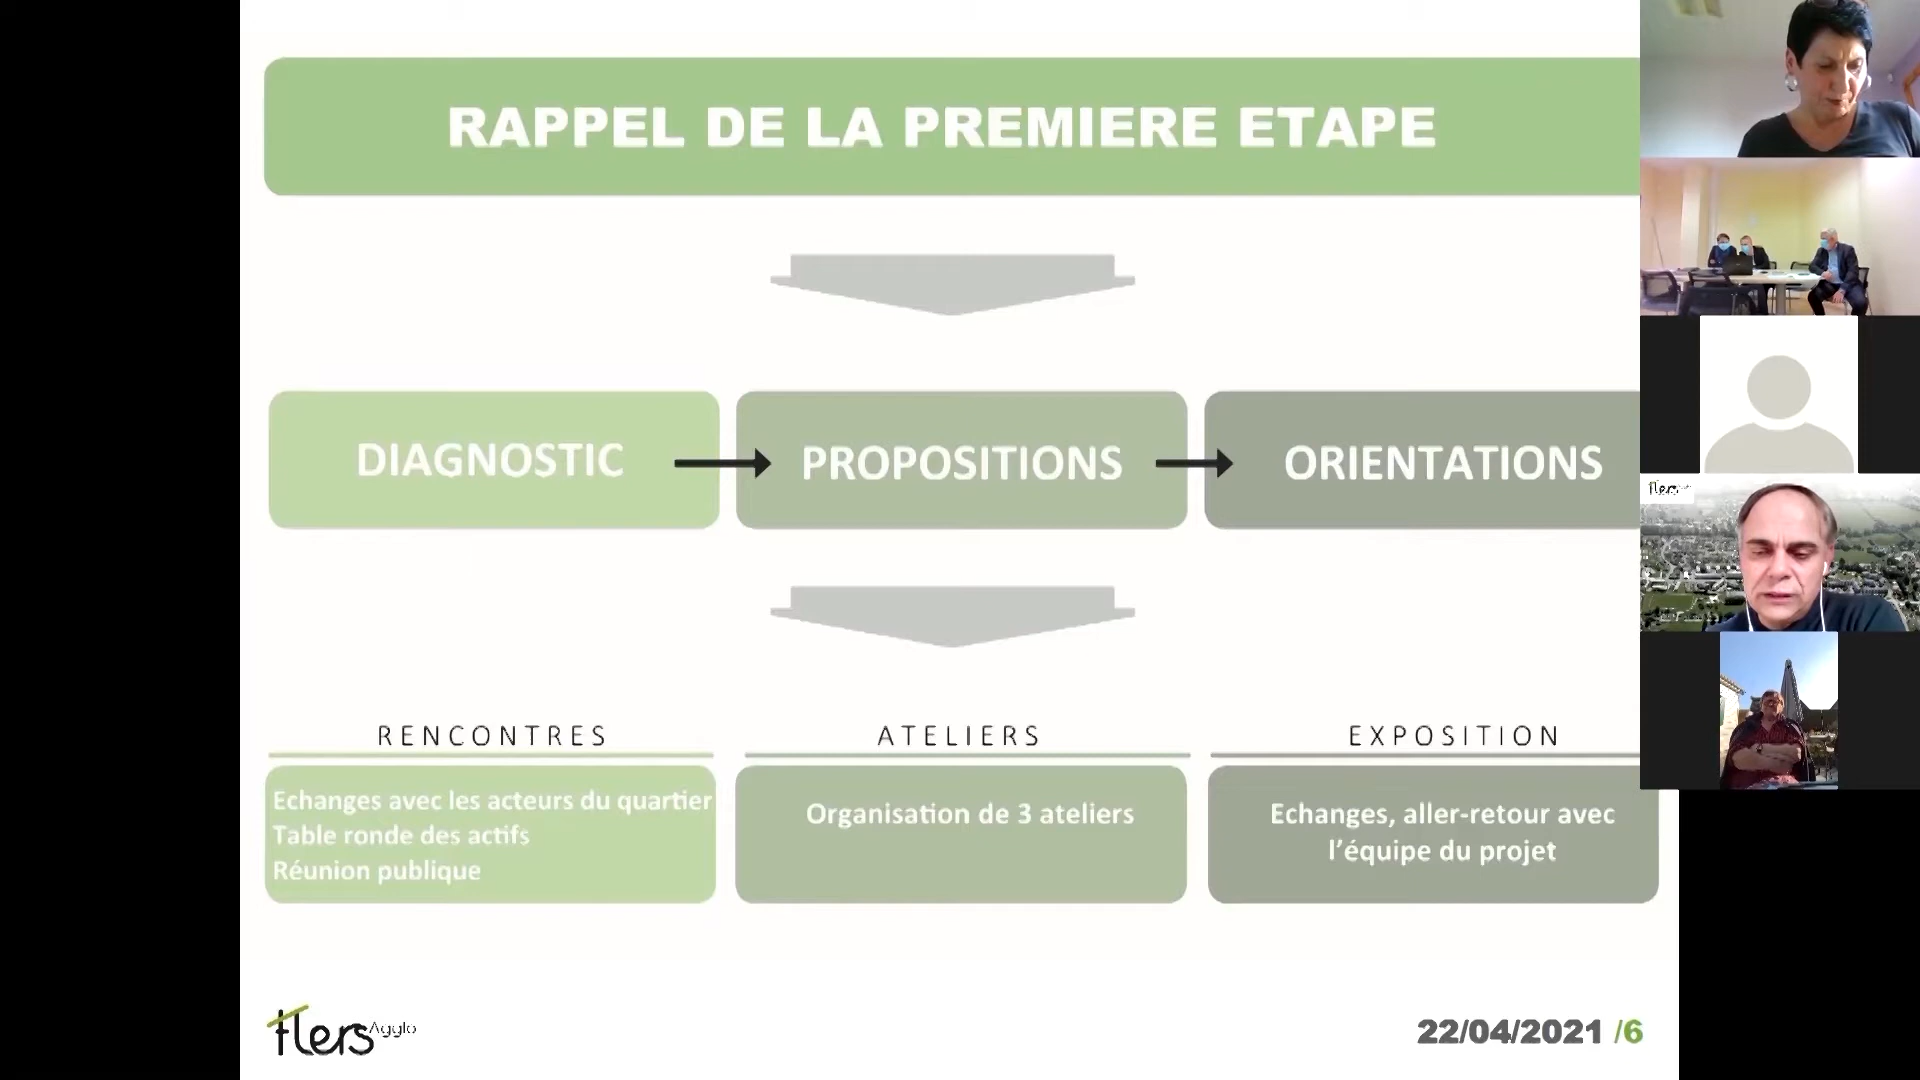 RAPPEL DE LA PREMIERE ETAPE
DIAGNOSTIC
PROPOSITIONS
ORIENTATIONS
RENCONTRES
ATELIERS
EXPOSITION
Echanges avec les acteurs du quartier
Table ronde des actifs
Réunion publique
Organisation de 3 ateliers
Echanges, aller-retour avec
l’équipe du projet
flers Agglo
22/04/2021 /6
flers